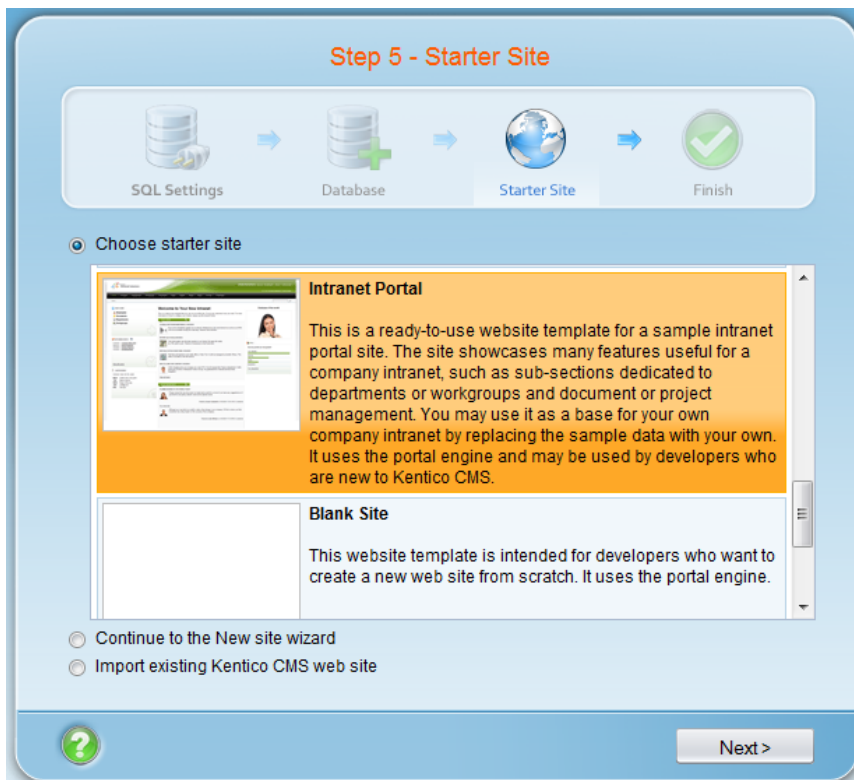 Step 5 - Starter Site
SQL Settings
Database
Starter Site
Finish
Choose starter site
Intranet Portal
This is a ready-to-use website template for a sample intranet
portal site. The site showcases many features useful for a
company intranet, such as sub-sections dedicated to
departments or workgroups and document or project
management. You may use it as a base for your own
company intranet by replacing the sample data with your own.
It uses the portal engine and may be used by developers who
are new to Kentico CMS.
Blank Site
This website template is intended for developers who want to
create a new web site from scratch. It uses the portal engine.
Continue to the New site wizard
Import existing Kentico CMS web site
?
Next >